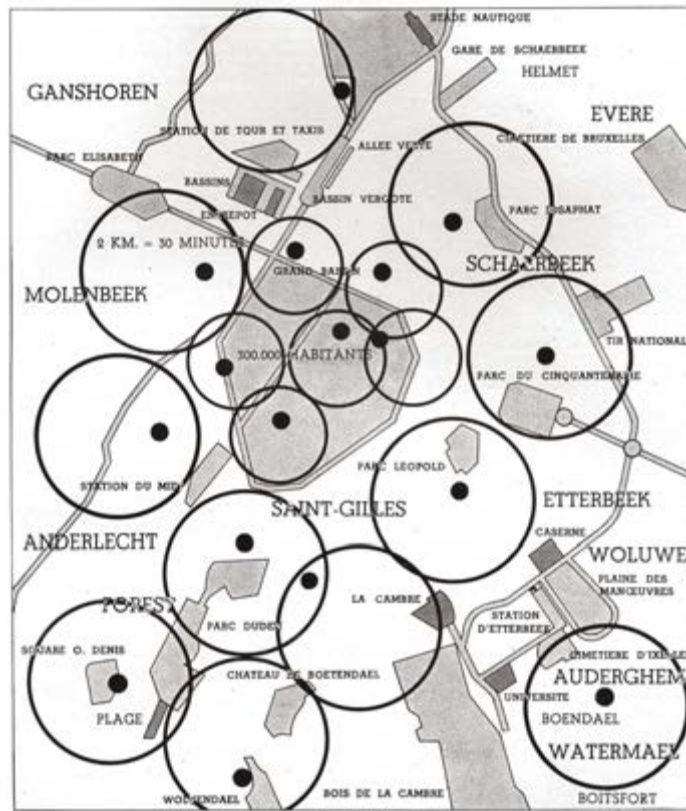 STADE NAUTIQUE
GARE DE SCHAERBEEK
HELMET
GANSHOREN
EVERE
STATION DE TOUR ET TAXIS
ALLEE VERTE
CIMETIERE DE BRUXELLES
PARC ELISABETH
BASSINS
BASSIN VERGOTE
ENTREPOT
PARC JOSAPHAT
2 KM. = 30 MINUTES
GRAND BASSIN
SCHAERBEEK
MOLENBEEK
TIR NATIONAL
300.000 HABITANTS
PARC DU CINQUANTENAIRE
PARC LEOPOLD
STATION DU MIDI
SAINT-GILLES
ETTERBEEK
ANDERLECHT
CASERNE
WOLUWE
PLAINE DES
MANŒUVRES
FOREST
LA CAMBRE
STATION
D'ETTERBEEK
PARC DUDEN
SQUARE O. DENIS
CIMETIERE D'IXELLES
CHATEAU DE BOETENDAEL
AUDERGHEM
UNIVERSITE
PLAGE
BOENDAEL
WATERMAEL
WOLVENDAEL
BOIS DE LA CAMBRE
BOITSFORT